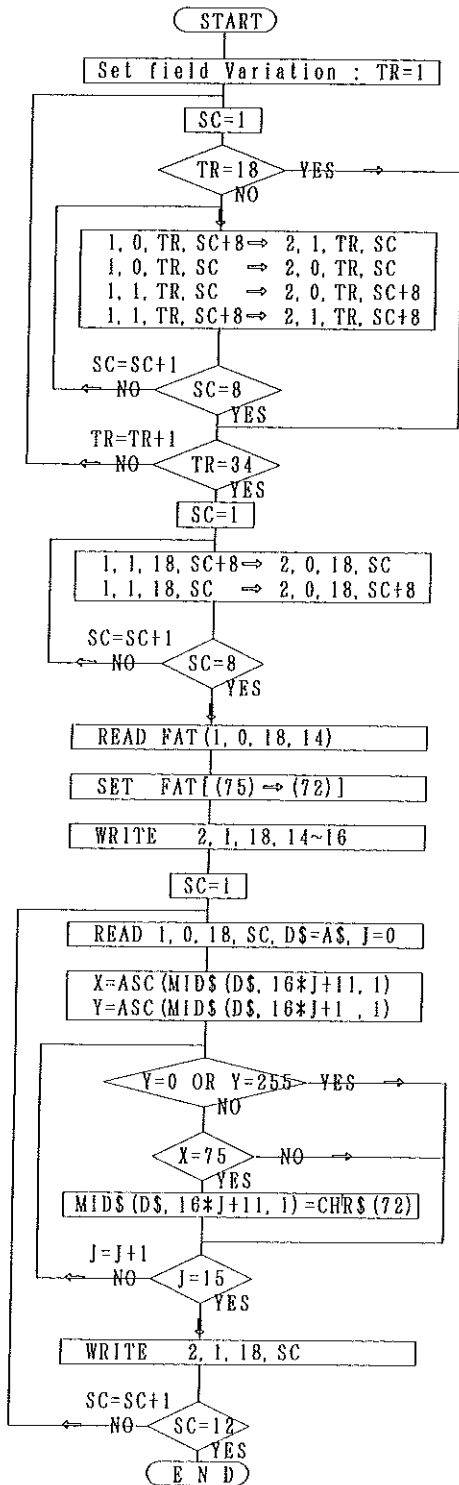 START
Set field Variation : TR=1
SC=1
TR=18 YES ⇒
NO
1, 0, TR, SC+8⇒ 2, 1, TR, SC
1, 0, TR, SC ⇒ 2, 0, TR, SC
1, 1, TR, SC ⇒ 2, 0, TR, SC+8
1, 1, TR, SC+8⇒ 2, 1, TR, SC+8
SC=SC+1
⇐ NO SC=8
YES
TR=TR+1
⇐ NO TR=34
YES
SC=1
1, 1, 18, SC+8⇒ 2, 0, 18, SC
1, 1, 18, SC ⇒ 2, 0, 18, SC+8
SC=SC+1
⇐ NO SC=8
YES
READ FAT(1, 0, 18, 14)
SET FAT[(75) ⇒ (72)]
WRITE 2, 1, 18, 14~16
SC=1
READ 1, 0, 18, SC, D$=A$, J=0
X=ASC(MID$(D$, 16*J+11, 1)
Y=ASC(MID$(D$, 16*J+1 , 1)
Y=0 OR Y=255 YES ⇒
NO
X=75 NO ⇒
YES
MID$(D$, 16*J+11, 1)=CHR$(72)
J=J+1
⇐ NO J=15
YES
WRITE 2, 1, 18, SC
SC=SC+1
⇐ NO SC=12
YES
E N D